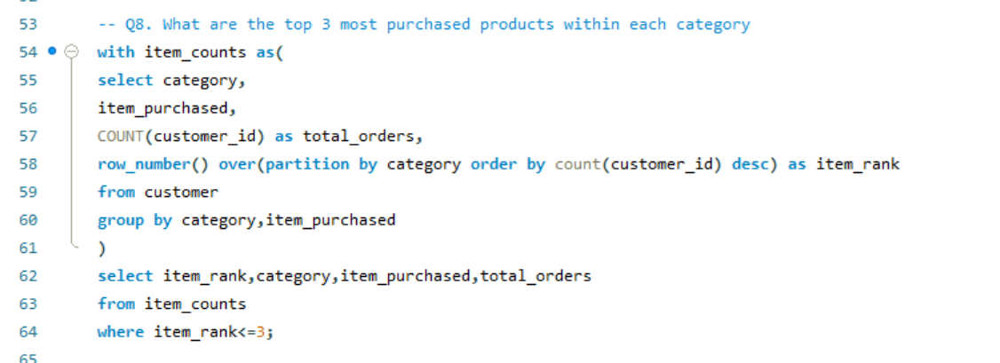 53 -- Q8. What are the top 3 most purchased products within each category
54 with item_counts as(
55 select category,
56 item_purchased,
57 COUNT(customer_id) as total_orders,
58 row_number() over(partition by category order by count(customer_id) desc) as item_rank
59 from customer
60 group by category,item_purchased
61 )
62 select item_rank,category,item_purchased,total_orders
63 from item_counts
64 where item_rank<=3;
65